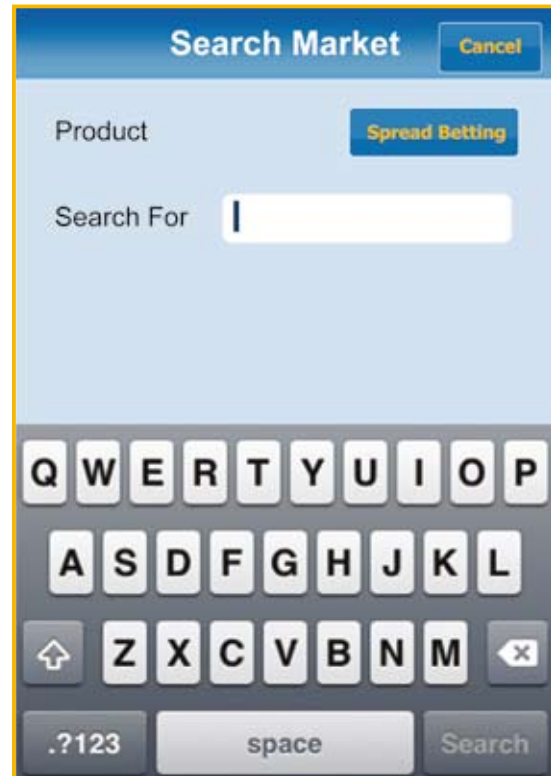 Search Market Cancel
Product Spread Betting
Search For
Q W E R T Y U I O P
A S D F G H J K L
Z X C V B N M
.?123 space Search